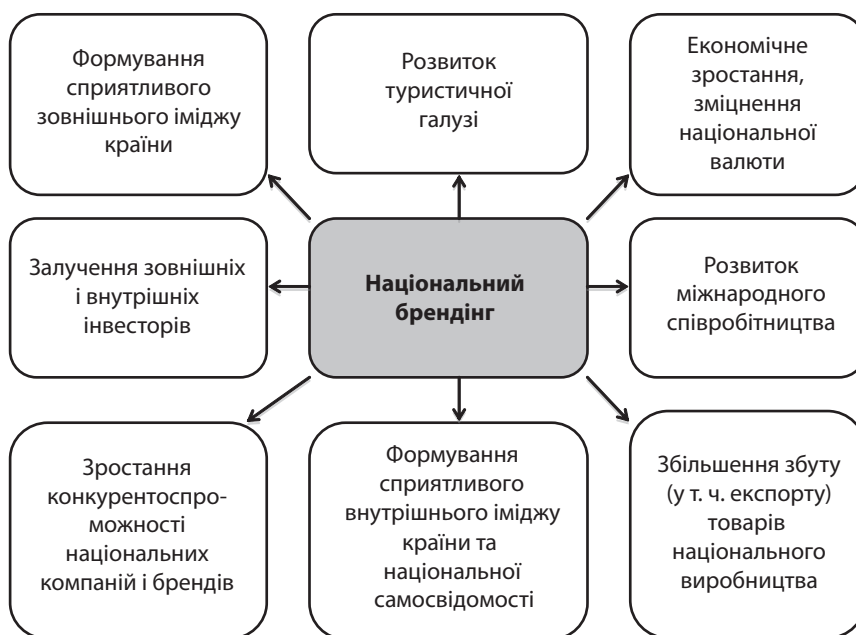 Формування
сприятливого
зовнішнього іміджу
країни
Розвиток
туристичної
галузі
Економічне
зростання,
зміцнення
національної
валюти
Залучення зовнішніх
і внутрішніх
інвесторів
Національний
брендінг
Розвиток
міжнародного
співробітництва
Зростання
конкурентоспро-
можності
національних
компаній і брендів
Формування
сприятливого
внутрішнього іміджу
країни та
національної
самосвідомості
Збільшення збуту
(у т. ч. експорту)
товарів
національного
виробництва